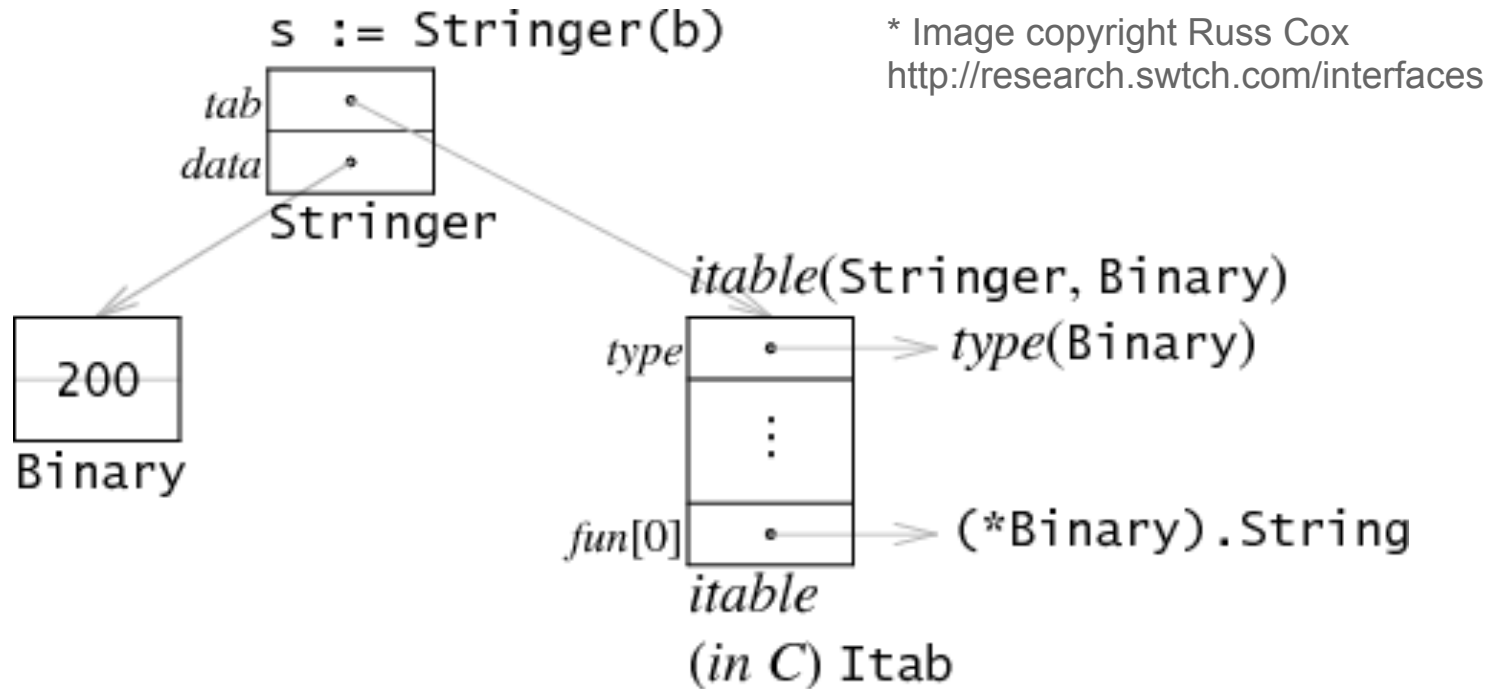 s := Stringer(b)
* Image copyright Russ Cox
http://research.swtch.com/interfaces
tab
data
Stringer
itable(Stringer, Binary)
type
type(Binary)
200
Binary
⋮
fun[0]
(*Binary).String
itable
(in C) Itab